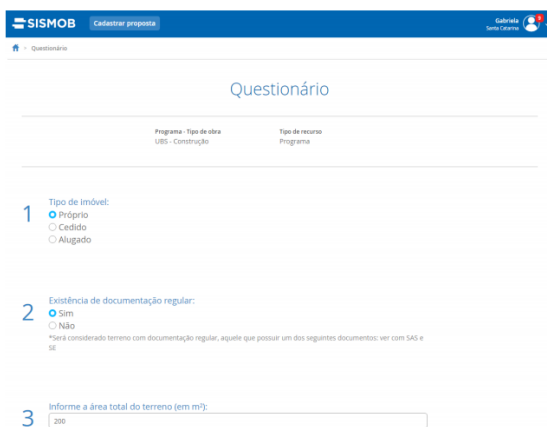 SISMOB Cadastrar proposta Gabriela
Santa Catarina
> Questionário
Questionário
Programa - Tipo de obra Tipo de recurso
UBS - Construção Programa
1 Tipo de imóvel:
Próprio
Cedido
Alugado
2 Existência de documentação regular:
Sim
Não
*Será considerado terreno com documentação regular, aquele que possuir um dos seguintes documentos: ver com SAS e
SE
3 Informe a área total do terreno (em m²):
200